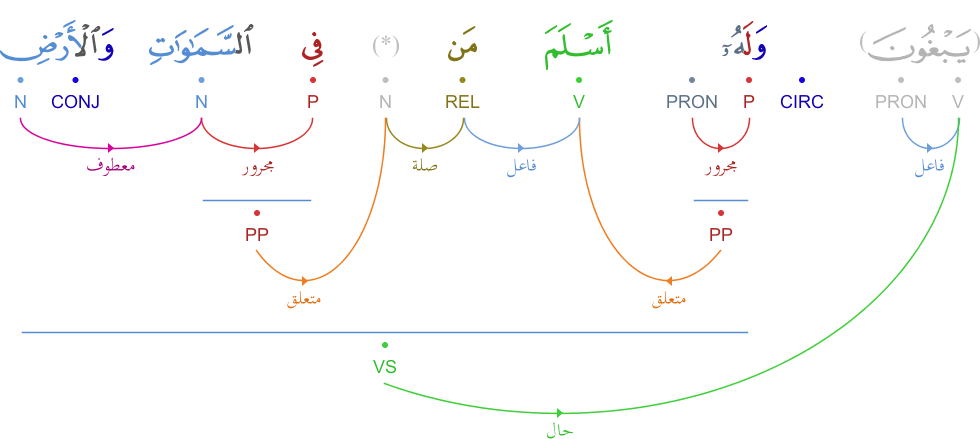 (يَبْغُونَ) وَلَهُۥٓ أَسْلَمَ مَن (*) فِى ٱلسَّمَٰوَٰتِ وَٱلْأَرْضِ
V PRON CIRC P PRON V REL N P N CONJ N
فاعل مجرور فاعل صلة مجرور معطوف
PP PP
متعلق متعلق
VS
حال